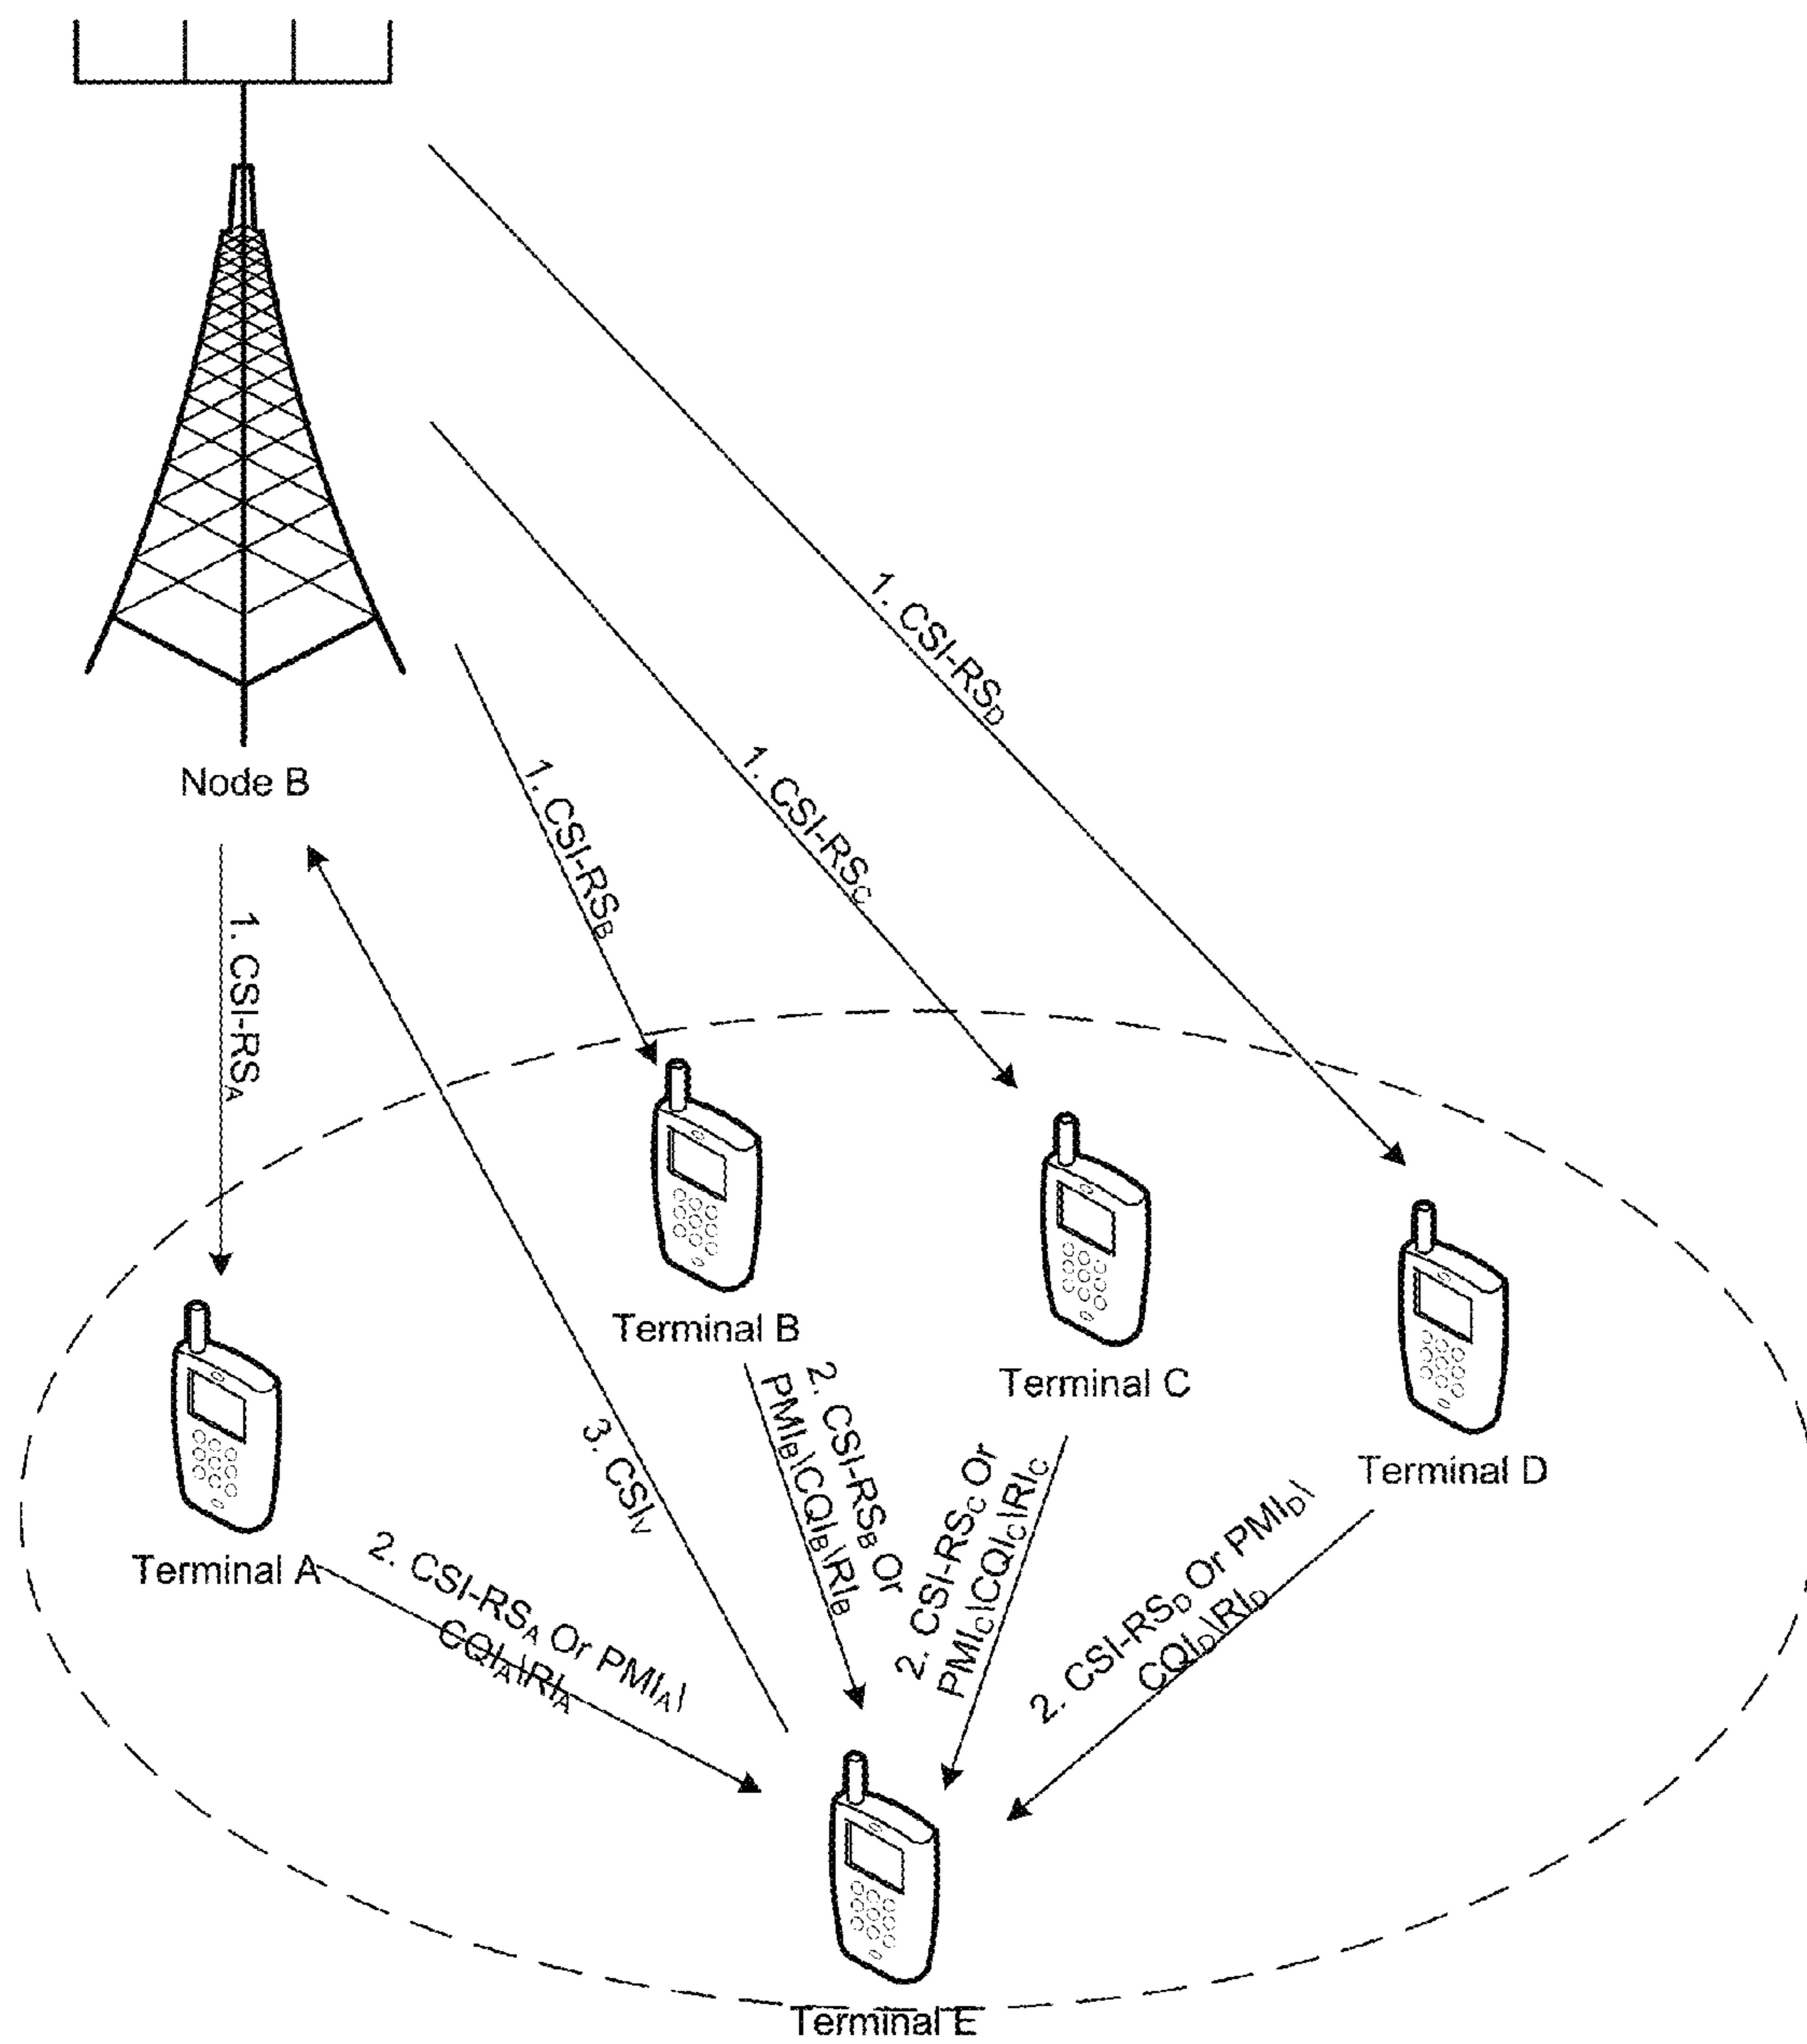 1. CSI-RSD
Node B
1. CSI-RSB
1. CSI-RSC
1. CSI-RSA
Terminal B
Terminal C
Terminal D
Terminal A
3. CSIV
2. CSI-RSB Or
PMIB\CQIB\RIB
2. CSI-RSC Or
PMIC\CQIC\RIC
2. CSI-RSD Or PMID\
CQID\RID
2. CSI-RSA Or PMIA\
CQIA\RIA
Terminal E